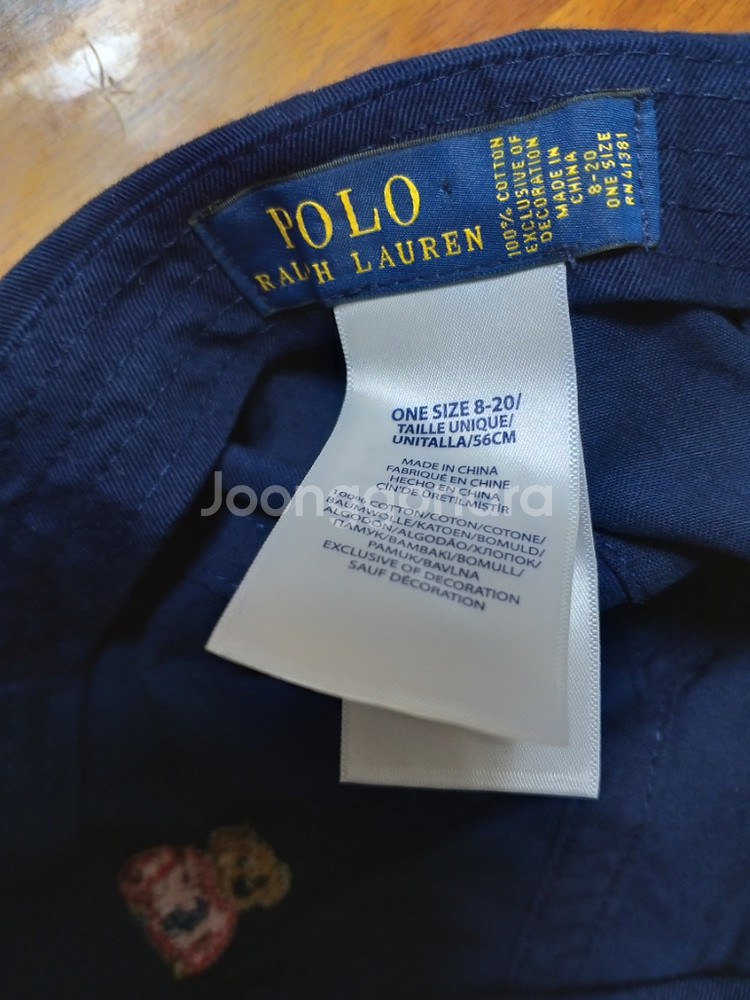 POLO
RALPH LAUREN
100% COTTON
EXCLUSIVE OF
DECORATION
MADE IN
CHINA
8-20
ONE SIZE
RN 41381
ONE SIZE 8-20/
TAILLE UNIQUE/
UNITALLA/56CM
MADE IN CHINA
FABRIQUÉ EN CHINE
HECHO EN CHINA
ÇIN'DE ÜRETİLMİŞTİR
100% COTTON/COTON/COTONE/
BAUMWOLLE/KATOEN/BOMULD/
ALGODÓN/ALGODÃO/ХЛОПОК/
ПАМУК/BAMBAKI/BOMULL/
PAMUK/BAVLNA
EXCLUSIVE OF DECORATION
SAUF DÉCORATION
Joonggonara